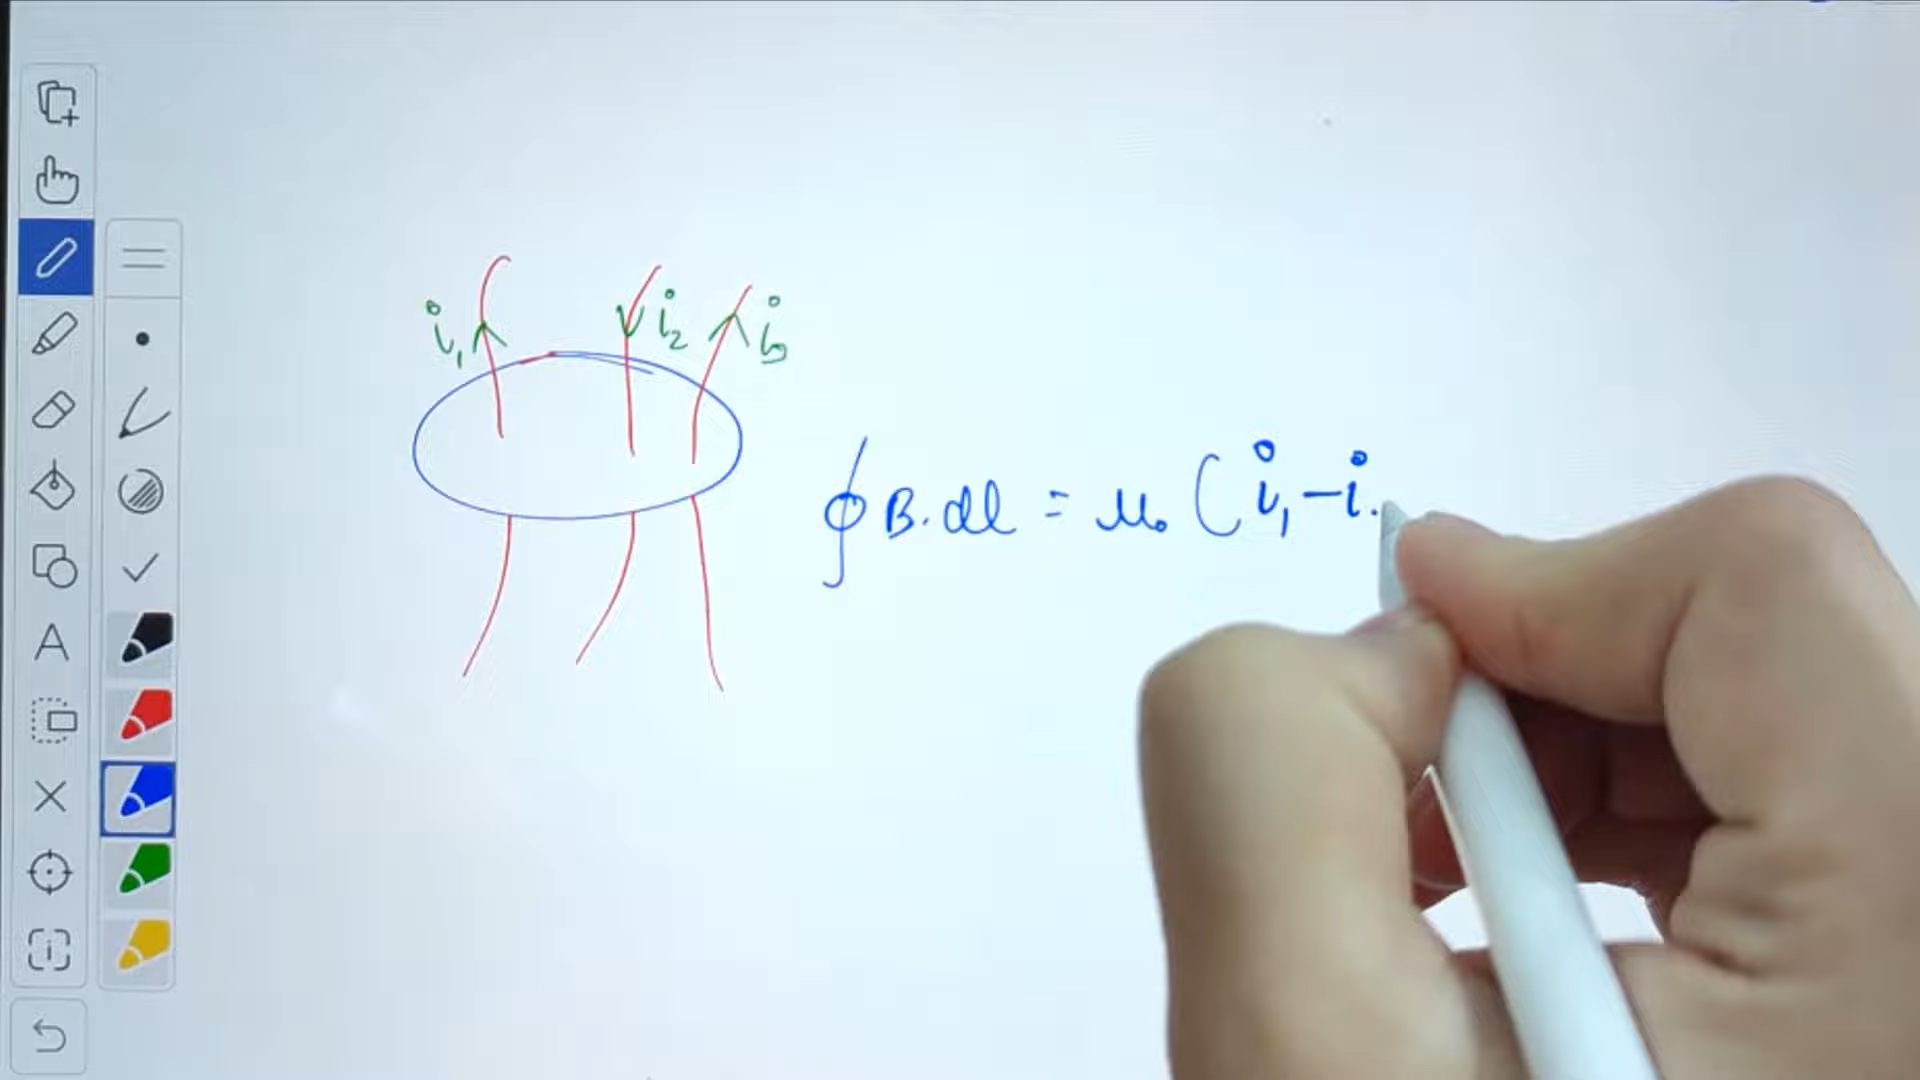 i₁ i₂ i₃
∮ B. dl = μ₀ ( i₁ – i
A